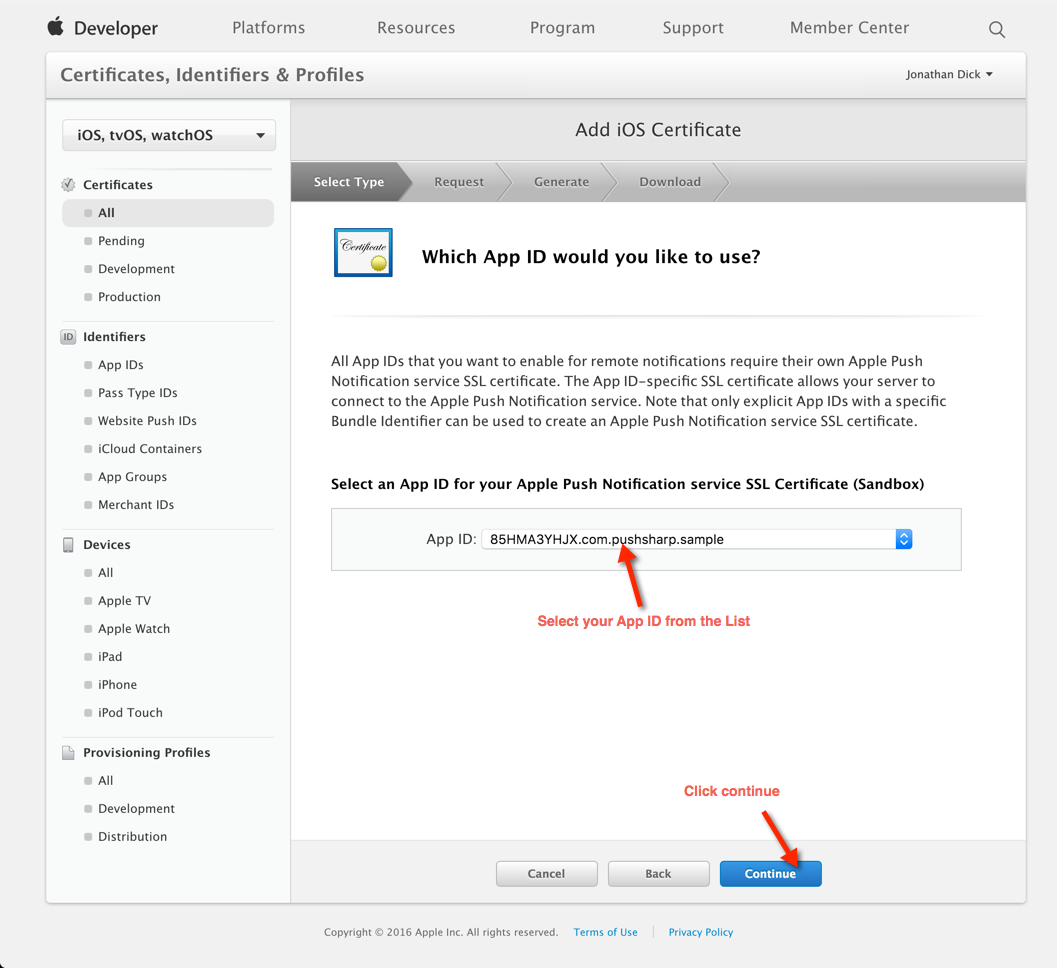 Developer
Platforms
Resources
Program
Support
Member Center
Certificates, Identifiers & Profiles
Jonathan Dick
iOS, tvOS, watchOS
Certificates
All
Pending
Development
Production
ID Identifiers
App IDs
Pass Type IDs
Website Push IDs
iCloud Containers
App Groups
Merchant IDs
Devices
All
Apple TV
Apple Watch
iPad
iPhone
iPod Touch
Provisioning Profiles
All
Development
Distribution
Add iOS Certificate
Select Type
Request
Generate
Download
Certificate
Which App ID would you like to use?
All App IDs that you want to enable for remote notifications require their own Apple Push
Notification service SSL certificate. The App ID-specific SSL certificate allows your server to
connect to the Apple Push Notification service. Note that only explicit App IDs with a specific
Bundle Identifier can be used to create an Apple Push Notification service SSL certificate.
Select an App ID for your Apple Push Notification service SSL Certificate (Sandbox)
App ID: 85HMA3YHJX.com.pushsharp.sample
Select your App ID from the List
Click continue
Cancel
Back
Continue
Copyright © 2016 Apple Inc. All rights reserved.
Terms of Use
Privacy Policy